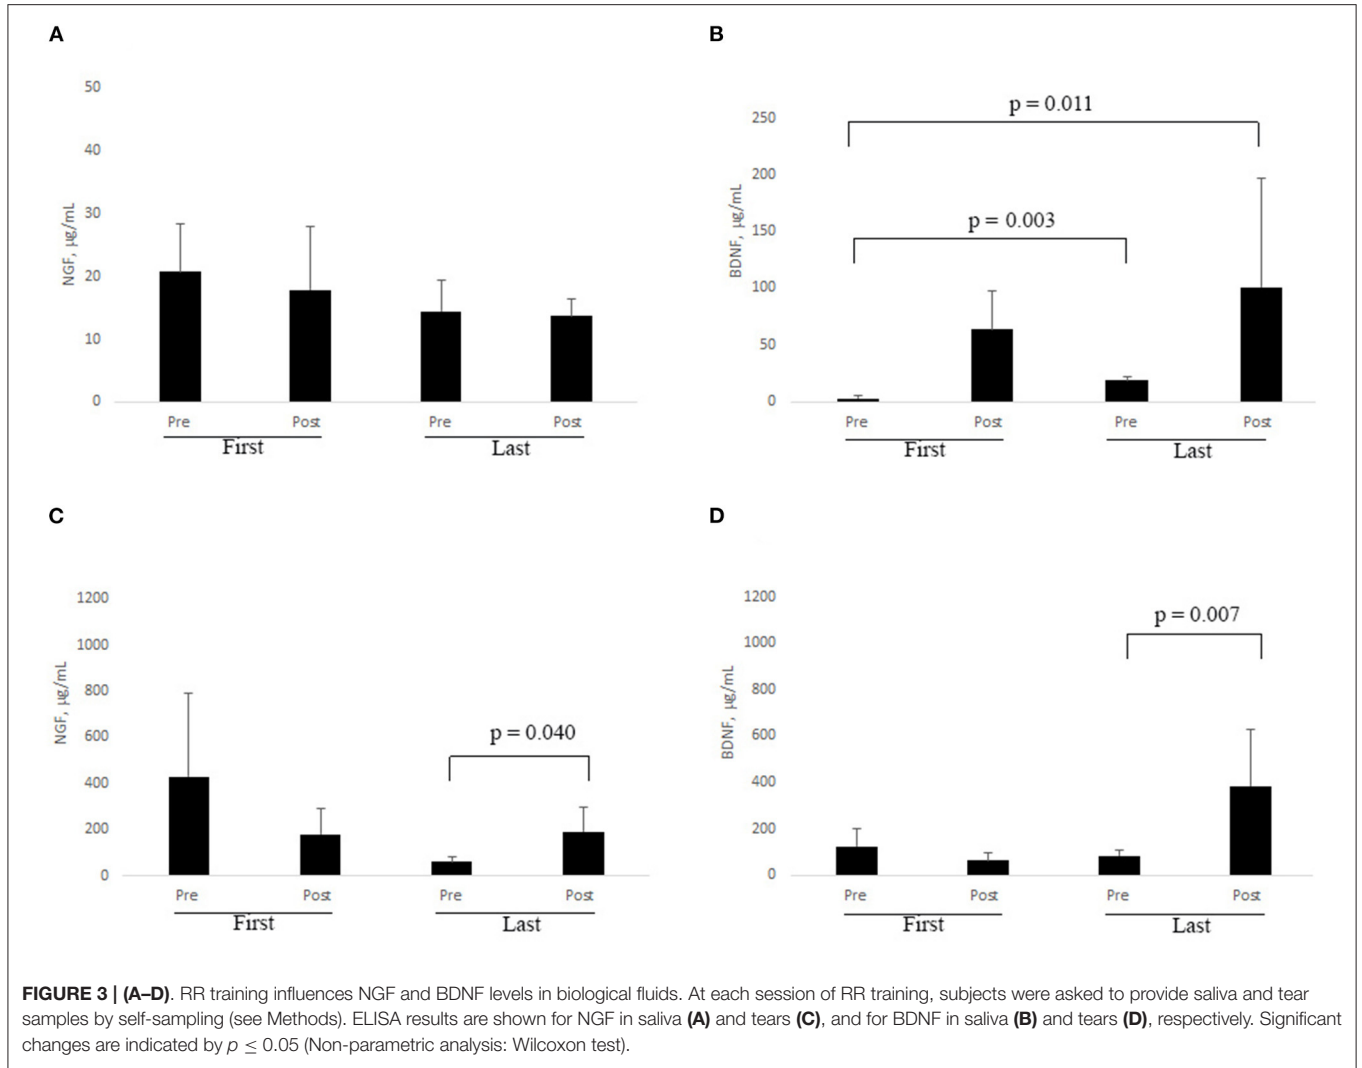 A
50
40
30
20
10
0
NGF, µg/mL
Pre
Post
Pre
Post
First
Last
B
p = 0.011
p = 0.003
250
200
150
100
50
0
BDNF, µg/mL
Pre
Post
Pre
Post
First
Last
C
1200
1000
800
600
400
200
0
NGF, µg/mL
p = 0.040
Pre
Post
Pre
Post
First
Last
D
1200
1000
800
600
400
200
0
BDNF, µg/mL
p = 0.007
Pre
Post
Pre
Post
First
Last
FIGURE 3 | (A–D). RR training influences NGF and BDNF levels in biological fluids. At each session of RR training, subjects were asked to provide saliva and tear
samples by self-sampling (see Methods). ELISA results are shown for NGF in saliva (A) and tears (C), and for BDNF in saliva (B) and tears (D), respectively. Significant
changes are indicated by p ≤ 0.05 (Non-parametric analysis: Wilcoxon test).